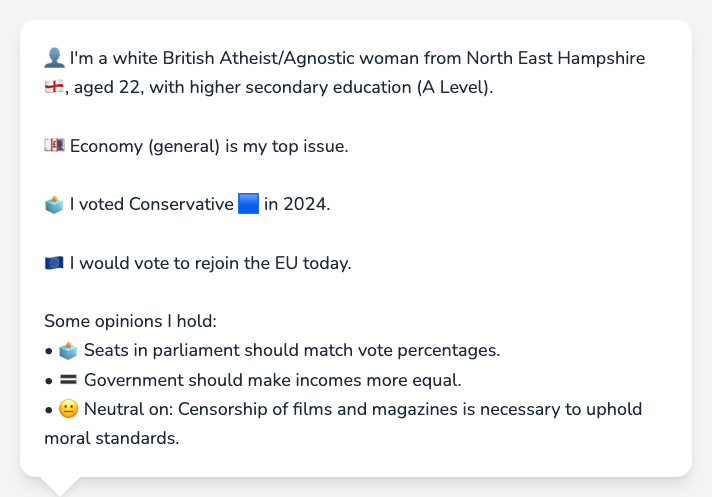 👤 I'm a white British Atheist/Agnostic woman from North East Hampshire
🏴󠁧󠁢󠁥󠁮󠁧󠁿, aged 22, with higher secondary education (A Level).
💷 Economy (general) is my top issue.
🗳️ I voted Conservative 🟦 in 2024.
🇪🇺 I would vote to rejoin the EU today.
Some opinions I hold:
• 🗳️ Seats in parliament should match vote percentages.
• 🟰 Government should make incomes more equal.
• 😐 Neutral on: Censorship of films and magazines is necessary to uphold
moral standards.